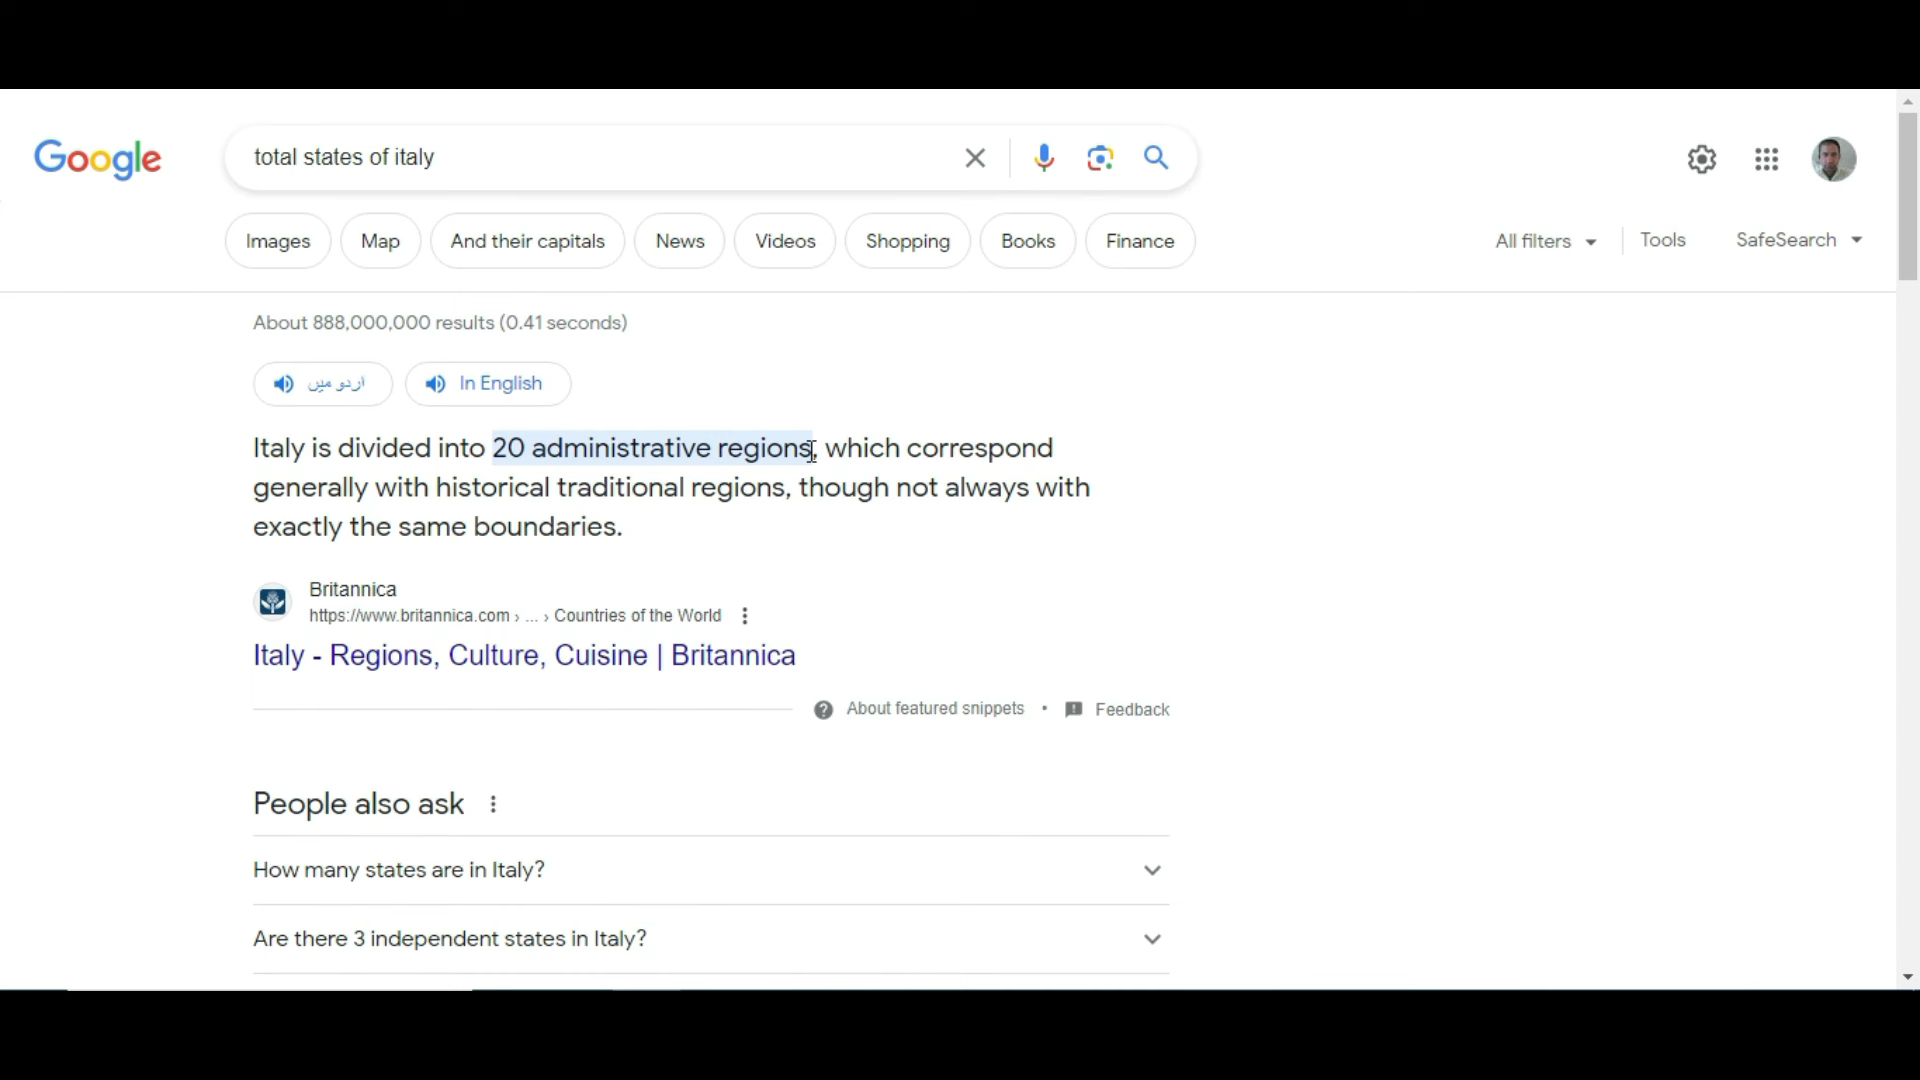 Google
total states of italy
Images
Map
And their capitals
News
Videos
Shopping
Books
Finance
All filters
Tools
SafeSearch
About 888,000,000 results (0.41 seconds)
اردو میں
In English
Italy is divided into 20 administrative regions, which correspond
generally with historical traditional regions, though not always with
exactly the same boundaries.
Britannica
https://www.britannica.com › ... › Countries of the World
Italy - Regions, Culture, Cuisine | Britannica
About featured snippets • Feedback
People also ask
How many states are in Italy?
Are there 3 independent states in Italy?